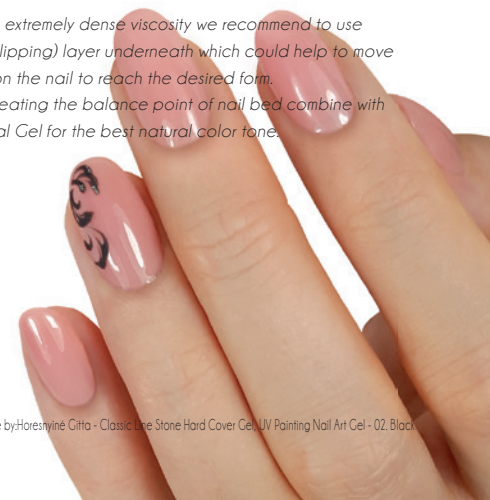 extremely dense viscosity we recommend to use
lipping) layer underneath which could help to move
on the nail to reach the desired form.
eating the balance point of nail bed combine with
al Gel for the best natural color tone.
e by:Horesnyiné Gitta - Classic Line Stone Hard Cover Gel, UV Painting Nail Art Gel - 02. Black